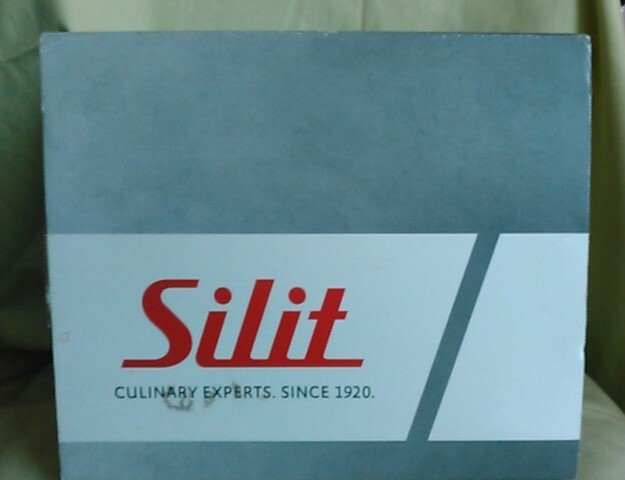 Silit
CULINARY EXPERTS. SINCE 1920.